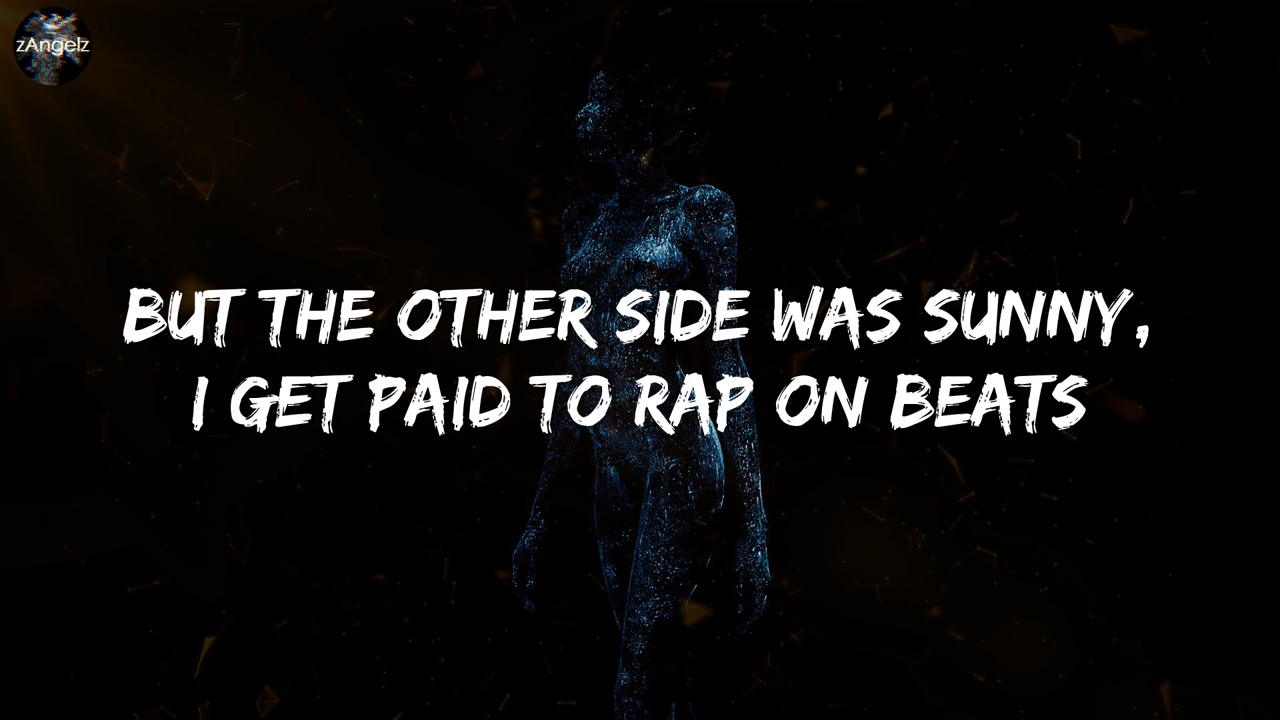 zAngelz
BUT THE OTHER SIDE WAS SUNNY,
I GET PAID TO RAP ON BEATS